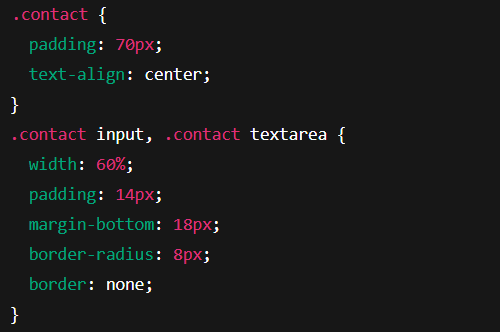 .contact {
  padding: 70px;
  text-align: center;
}
.contact input, .contact textarea {
  width: 60%;
  padding: 14px;
  margin-bottom: 18px;
  border-radius: 8px;
  border: none;
}